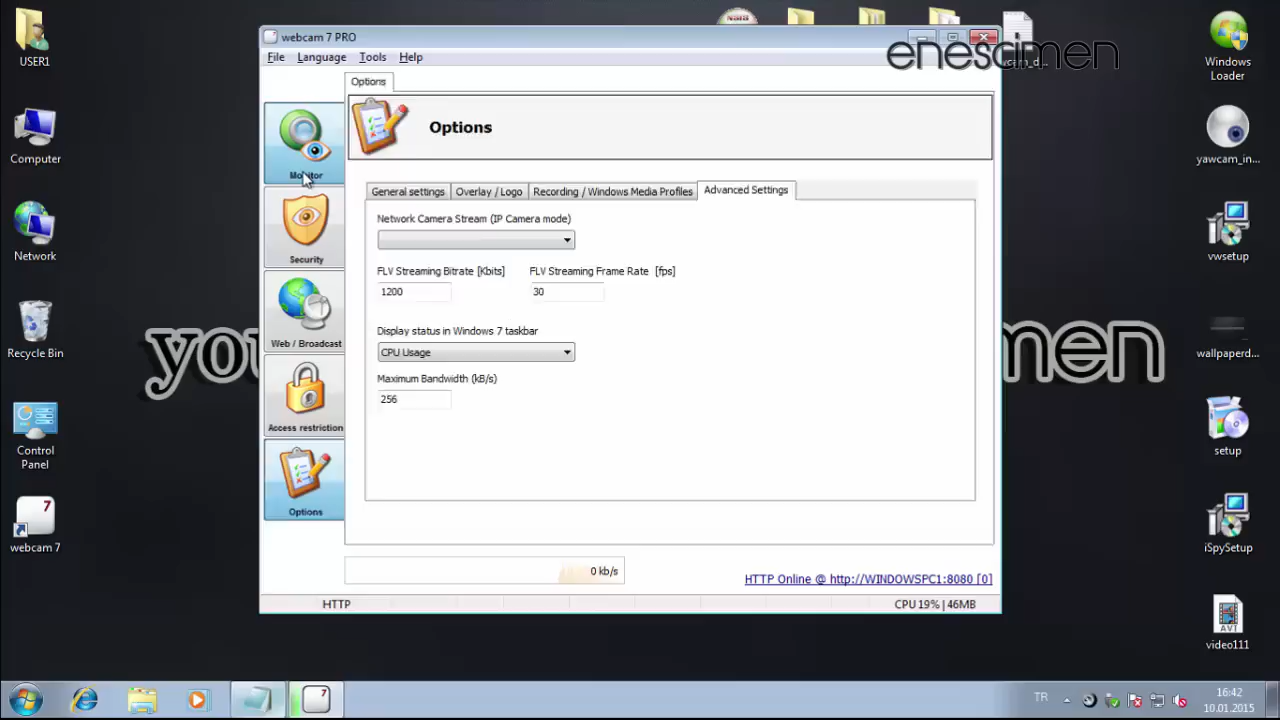 USER1
Computer
Network
Recycle Bin
Control
Panel
webcam 7
webcam 7 PRO
File
Language
Tools
Help
Options
Options
Monitor
Security
Web / Broadcast
Access restriction
Options
General settings
Overlay / Logo
Recording / Windows Media Profiles
Advanced Settings
Network Camera Stream (IP Camera mode)
FLV Streaming Bitrate [Kbits]
FLV Streaming Frame Rate [fps]
1200
30
Display status in Windows 7 taskbar
CPU Usage
Maximum Bandwidth (kB/s)
256
0 kb/s
HTTP Online @ http://WINDOWSPC1:8080 [0]
HTTP
CPU 19% | 46MB
enescimen
you
men
Windows
Loader
yawcam_in...
vwsetup
wallpaperd...
setup
iSpySetup
video111
TR
16:42
10.01.2015